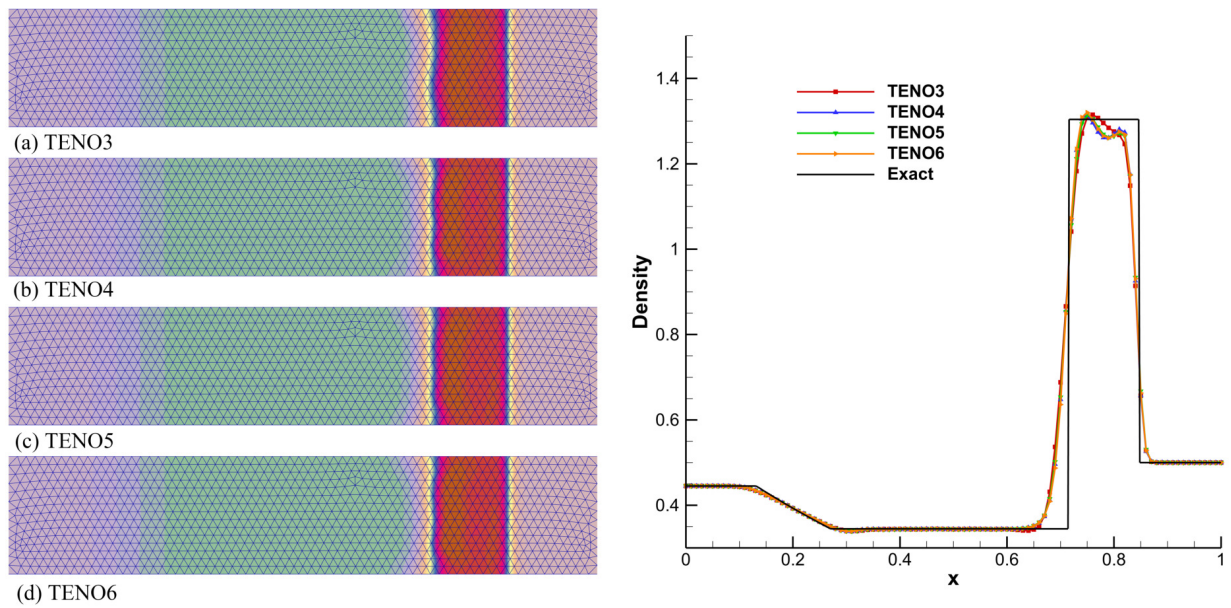 (a) TENO3
(b) TENO4
(c) TENO5
(d) TENO6
1.4
1.2
1
0.8
0.6
0.4
Density
TENO3
TENO4
TENO5
TENO6
Exact
0 0.2 0.4 0.6 0.8 1
x